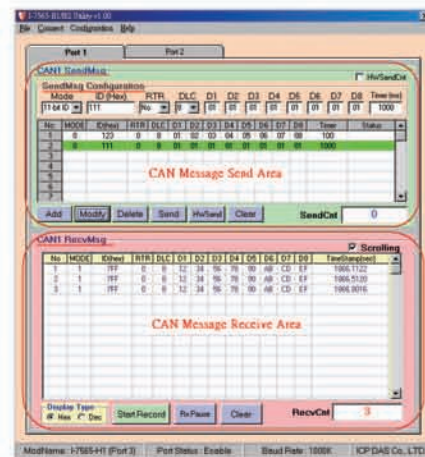 I-7565-H1/H2 Utility v1.00
File Connect Configuration Help
Port 1 Port 2
CAN1 SendMsg
HWSendCnt
SendMsg Configuration
Mode ID (Hex) RTR DLC D1 D2 D3 D4 D5 D6 D7 D8 Timer (ms)
11-bit ID 111 No 8 01 01 01 01 01 01 01 01 1000
No MODE ID(hex) RTR DLC D1 D2 D3 D4 D5 D6 D7 D8 Timer Status
1 0 123 0 8 01 02 03 04 05 06 07 08 100
2 0 111 0 8 01 01 01 01 01 01 01 01 1000
3
4
5
6
7
CAN Message Send Area
Add Modify Delete Send HWSend Clear SendCnt 0
CAN1 RecvMsg
Scrolling
No MODE ID(hex) RTR DLC D1 D2 D3 D4 D5 D6 D7 D8 TimeStamp(sec)
1 1 7FF 0 8 12 34 56 78 90 AB CD EF 1006.1122
2 1 7FF 0 8 12 34 56 78 90 AB CD EF 1006.5120
3 1 7FF 0 8 12 34 56 78 90 AB CD EF 1006.8016
CAN Message Receive Area
Display Type
Hex Dec Start Record Rx Pause Clear RecvCnt 3
ModName: I-7565-H1 (Port 3) Port Status : Enable Baud Rate: 1000K ICP DAS Co., LTD